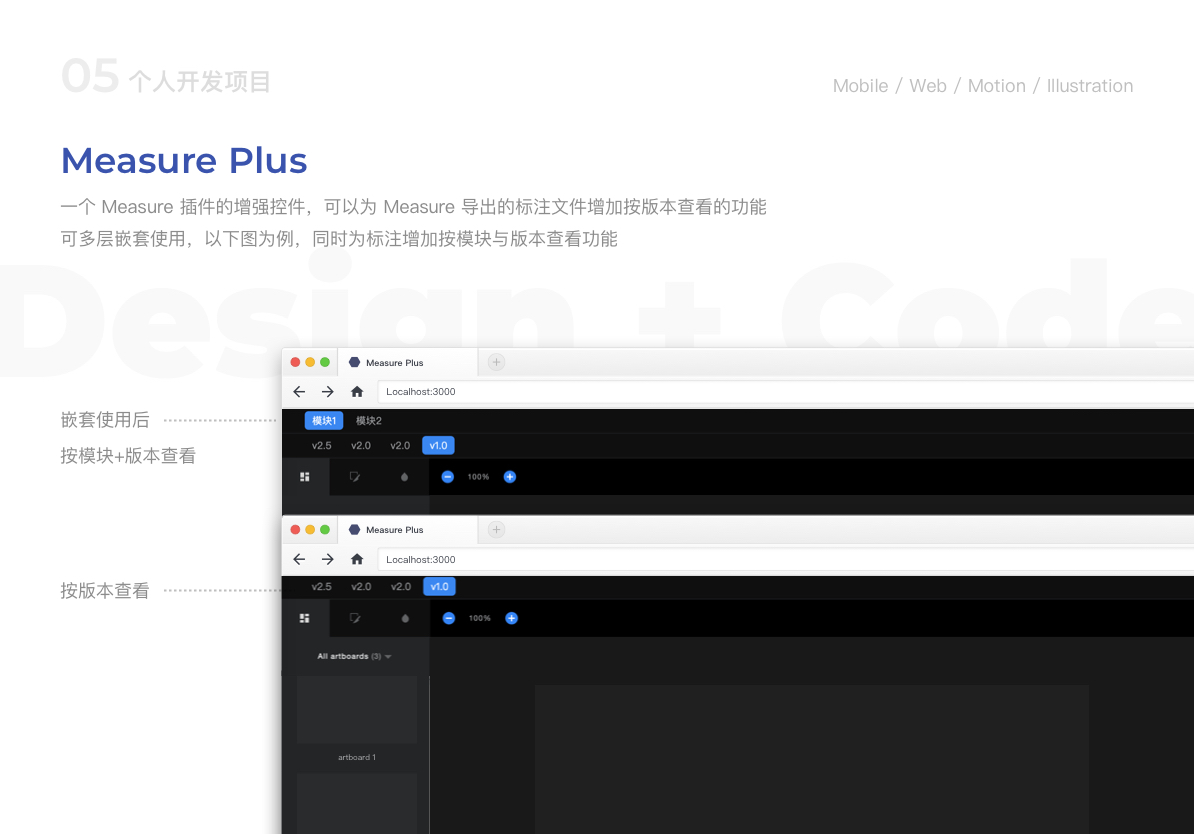 05 个人开发项目
Mobile / Web / Motion / Illustration
Measure Plus
一个 Measure 插件的增强控件，可以为 Measure 导出的标注文件增加按版本查看的功能
可多层嵌套使用，以下图为例，同时为标注增加按模块与版本查看功能
Design + Code
Measure Plus
Localhost:3000
嵌套使用后
模块1 模块2
按模块+版本查看
v2.5 v2.0 v2.0 v1.0
100%
Measure Plus
Localhost:3000
按版本查看
v2.5 v2.0 v2.0 v1.0
100%
All artboards (3)
artboard 1